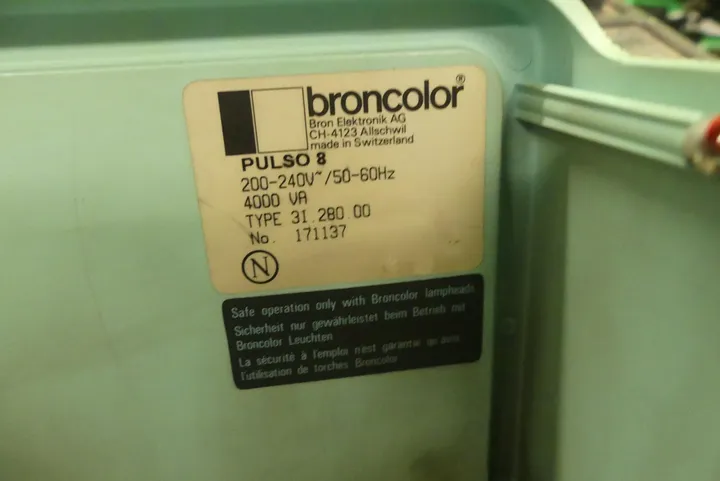 broncolor®
Bron Elektronik AG
CH-4123 Allschwil
made in Switzerland
PULSO 8
200-240V~/50-60Hz
4000 VA
TYPE 31.280.00
No. 171137
N
Safe operation only with Broncolor lampheads
Sicherheit nur gewährleistet beim Betrieb mit
Broncolor Leuchten
La sécurité à l'emploi n'est garantie qu'avec
l'utilisation de torches Broncolor